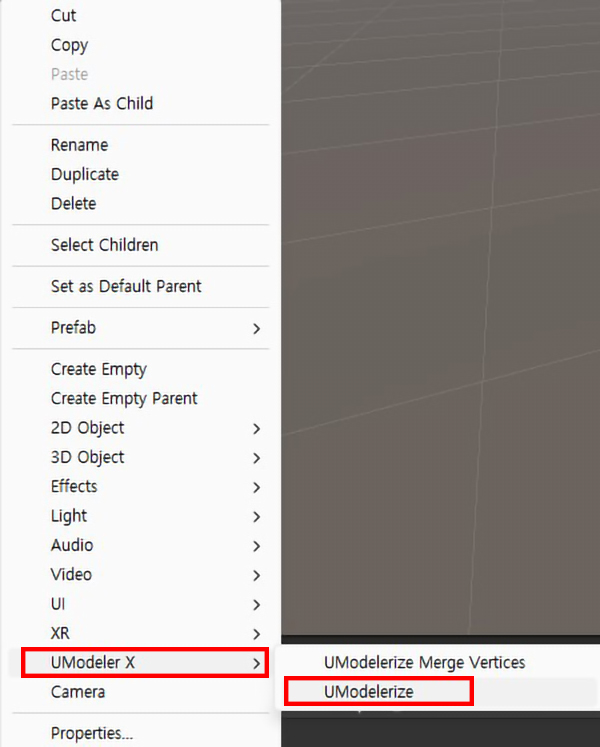 Cut
Copy
Paste
Paste As Child
Rename
Duplicate
Delete
Select Children
Set as Default Parent
Prefab
Create Empty
Create Empty Parent
2D Object
3D Object
Effects
Light
Audio
Video
UI
XR
UModeler X
UModelerize Merge Vertices
UModelerize
Camera
Properties...